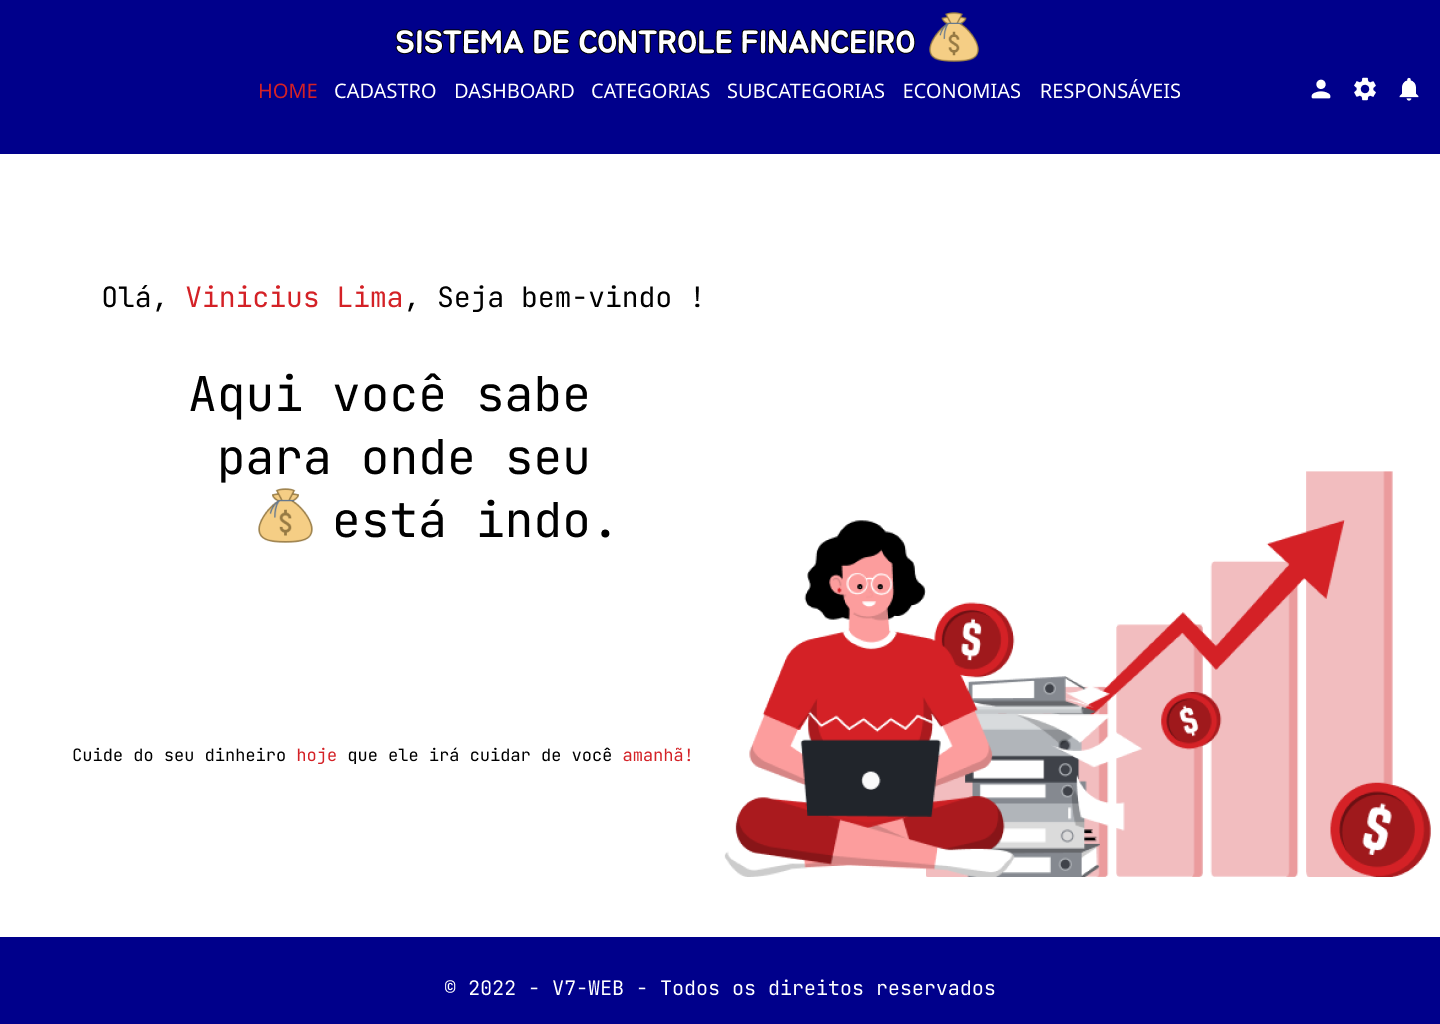 SISTEMA DE CONTROLE FINANCEIRO $
HOME CADASTRO DASHBOARD CATEGORIAS SUBCATEGORIAS ECONOMIAS RESPONSÁVEIS
Olá, Vinicius Lima, Seja bem-vindo !
Aqui você sabe
para onde seu
$ está indo.
$
$
Cuide do seu dinheiro hoje que ele irá cuidar de você amanhã!
$
© 2022 - V7-WEB - Todos os direitos reservados